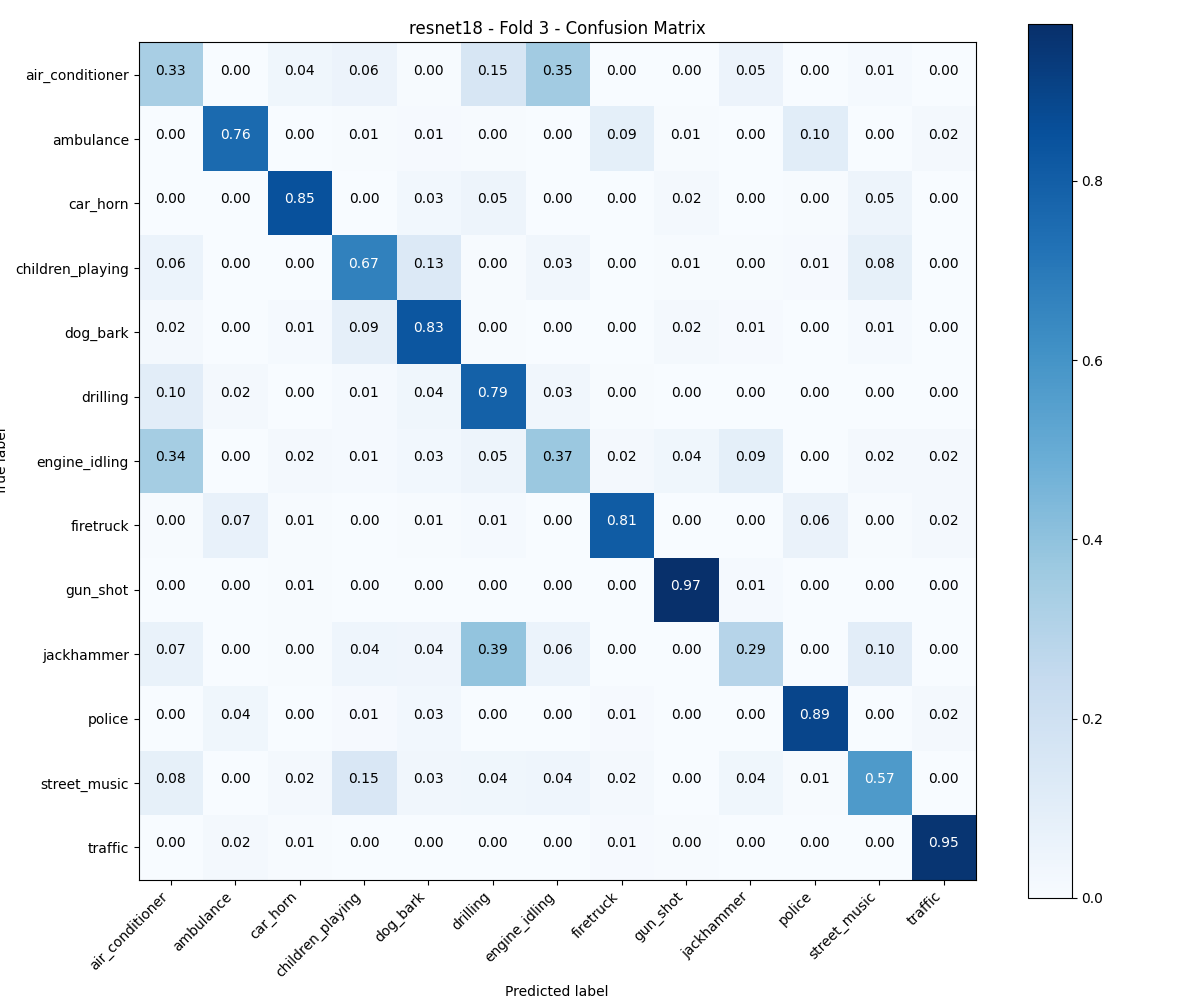 resnet18 - Fold 3 - Confusion Matrix
air_conditioner 0.33 0.00 0.04 0.06 0.00 0.15 0.35 0.00 0.00 0.05 0.00 0.01 0.00
ambulance 0.00 0.76 0.00 0.01 0.01 0.00 0.00 0.09 0.01 0.00 0.10 0.00 0.02
car_horn 0.00 0.00 0.85 0.00 0.03 0.05 0.00 0.00 0.02 0.00 0.00 0.05 0.00
0.8
children_playing 0.06 0.00 0.00 0.67 0.13 0.00 0.03 0.00 0.01 0.00 0.01 0.08 0.00
dog_bark 0.02 0.00 0.01 0.09 0.83 0.00 0.00 0.00 0.02 0.01 0.00 0.01 0.00
0.6
drilling 0.10 0.02 0.00 0.01 0.04 0.79 0.03 0.00 0.00 0.00 0.00 0.00 0.00
True label
engine_idling 0.34 0.00 0.02 0.01 0.03 0.05 0.37 0.02 0.04 0.09 0.00 0.02 0.02
firetruck 0.00 0.07 0.01 0.00 0.01 0.01 0.00 0.81 0.00 0.00 0.06 0.00 0.02
0.4
gun_shot 0.00 0.00 0.01 0.00 0.00 0.00 0.00 0.00 0.97 0.01 0.00 0.00 0.00
jackhammer 0.07 0.00 0.00 0.04 0.04 0.39 0.06 0.00 0.00 0.29 0.00 0.10 0.00
police 0.00 0.04 0.00 0.01 0.03 0.00 0.00 0.01 0.00 0.00 0.89 0.00 0.02
0.2
street_music 0.08 0.00 0.02 0.15 0.03 0.04 0.04 0.02 0.00 0.04 0.01 0.57 0.00
traffic 0.00 0.02 0.01 0.00 0.00 0.00 0.00 0.01 0.00 0.00 0.00 0.00 0.95
0.0
air_conditioner ambulance car_horn children_playing dog_bark drilling engine_idling firetruck gun_shot jackhammer police street_music traffic
Predicted label